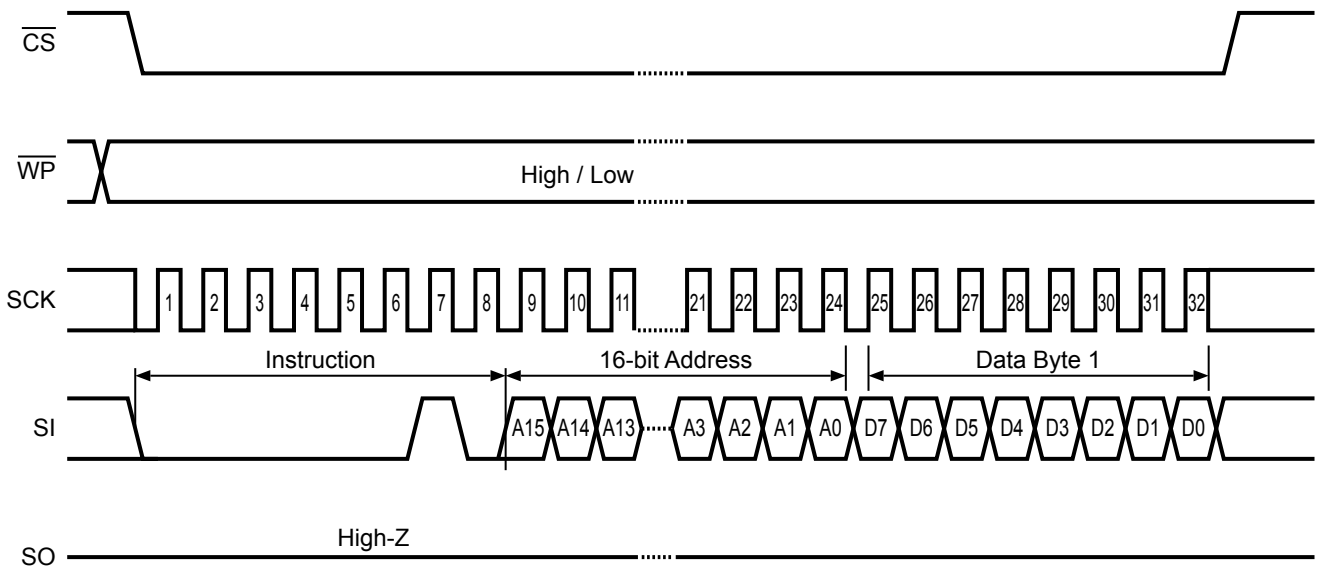 CS
WP
High / Low
SCK
1 2 3 4 5 6 7 8 9 10 11 21 22 23 24 25 26 27 28 29 30 31 32
Instruction 16-bit Address Data Byte 1
SI
A15 A14 A13 A3 A2 A1 A0 D7 D6 D5 D4 D3 D2 D1 D0
High-Z
SO